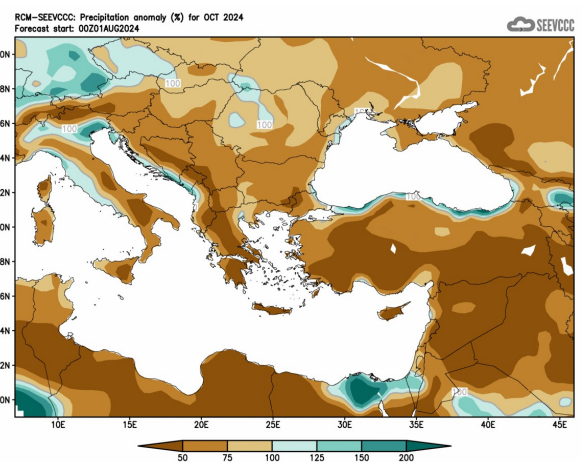 RCM-SEEVCCC: Precipitation anomaly (%) for OCT 2024
Forecast start: 00Z01AUG2024
SEEVCCC
0N
8N
100
100
100
6N
100
4N
2N
100
0N
8N
6N
4N
2N
100
0N
10E 15E 20E 25E 30E 35E 40E 45E
50 75 100 125 150 200